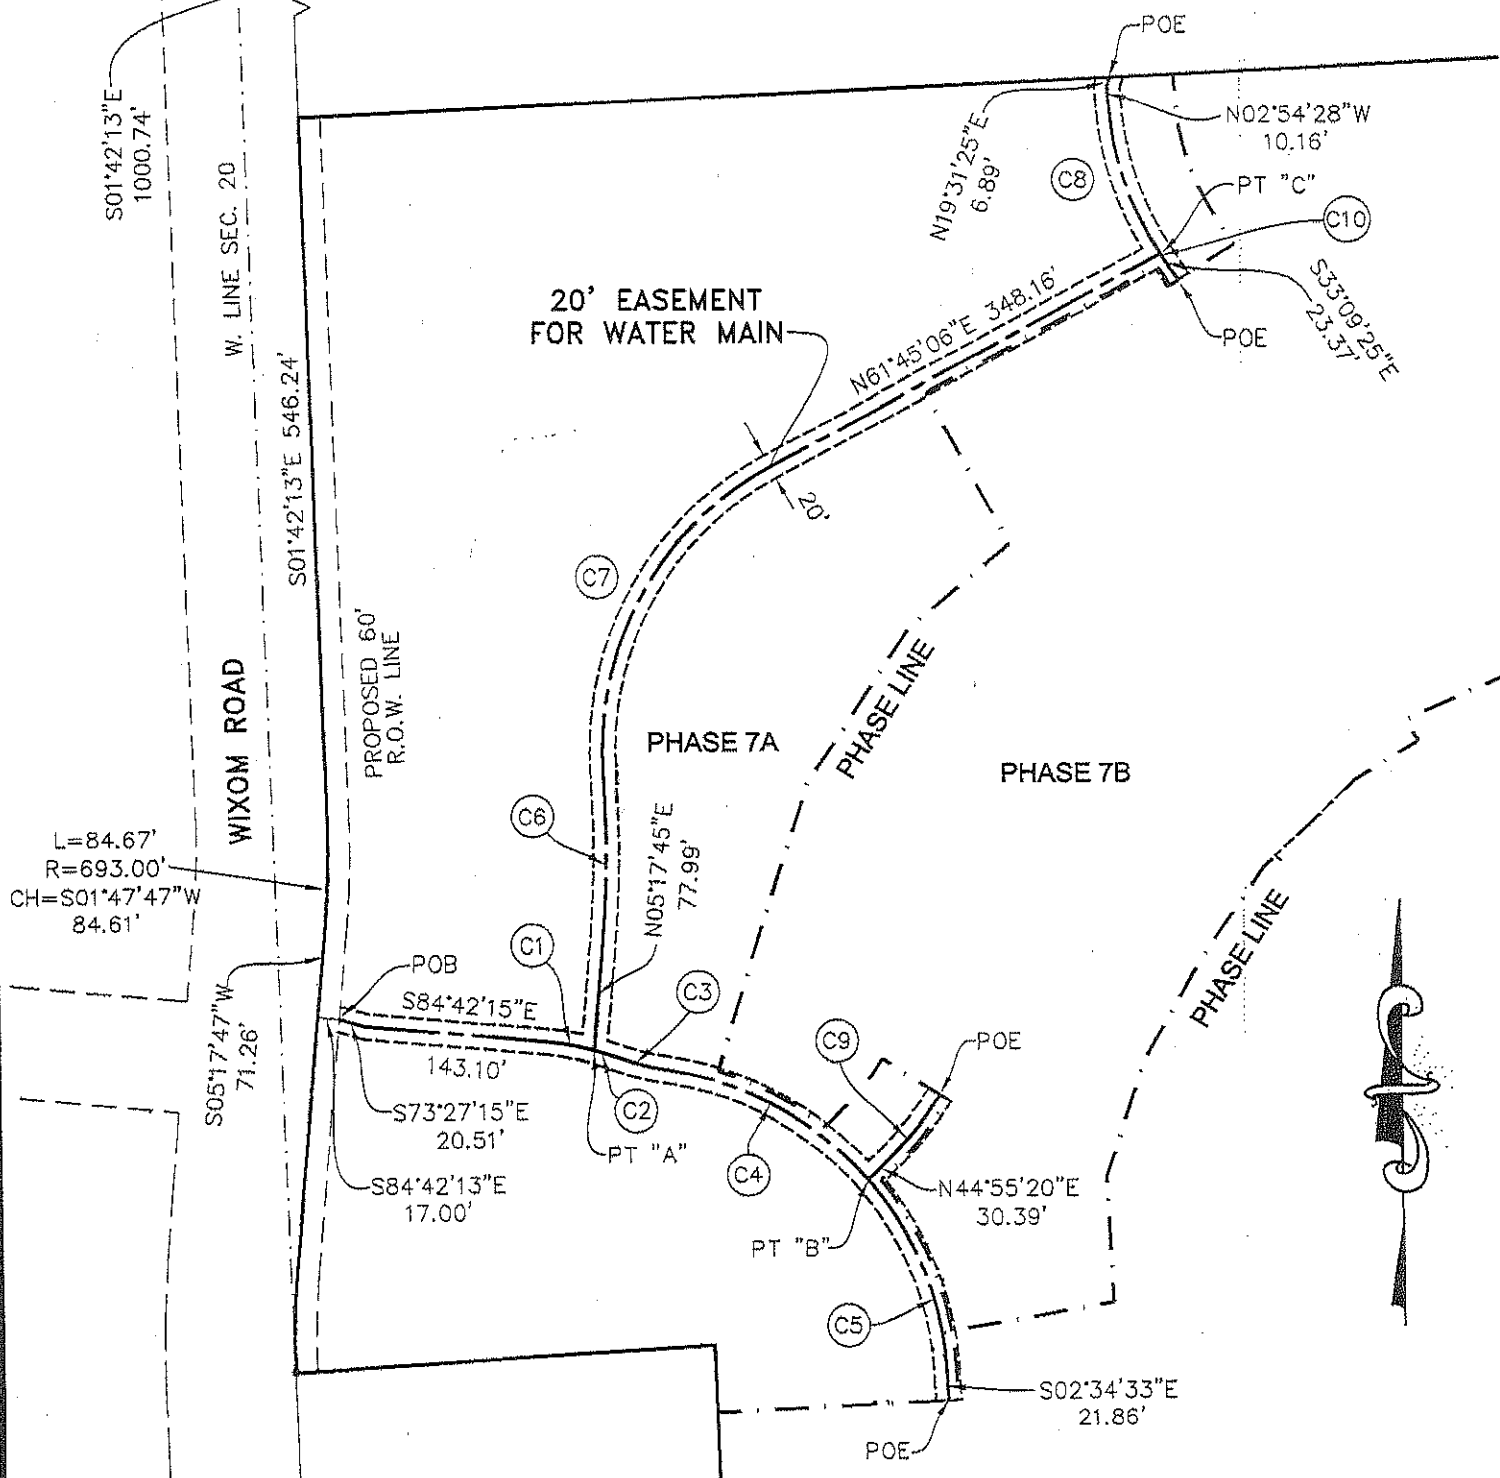 POE
S01°42'13"E
1000.74'
W. LINE SEC. 20
N02°54'28"W
10.16'
N19°31'25"E
6.89'
C8
PT "C"
C10
20' EASEMENT
FOR WATER MAIN
S33°09'25"E
23.37'
POE
N61°45'06"E 348.16'
S01°42'13"E 546.24'
20'
C7
PROPOSED 60'
R.O.W. LINE
WIXOM ROAD
PHASE LINE
PHASE 7A
PHASE 7B
C6
N05°17'45"E
77.99'
L=84.67'
R=693.00'
CH=S01°47'47"W
84.61'
PHASE LINE
C1
POB
S84°42'15"E
143.10'
C3
S05°17'47"W
71.26'
C9
POE
S73°27'15"E
20.51'
C2
PT "A"
C4
S84°42'13"E
17.00'
N44°55'20"E
30.39'
PT "B"
C5
S02°34'33"E
21.86'
POE